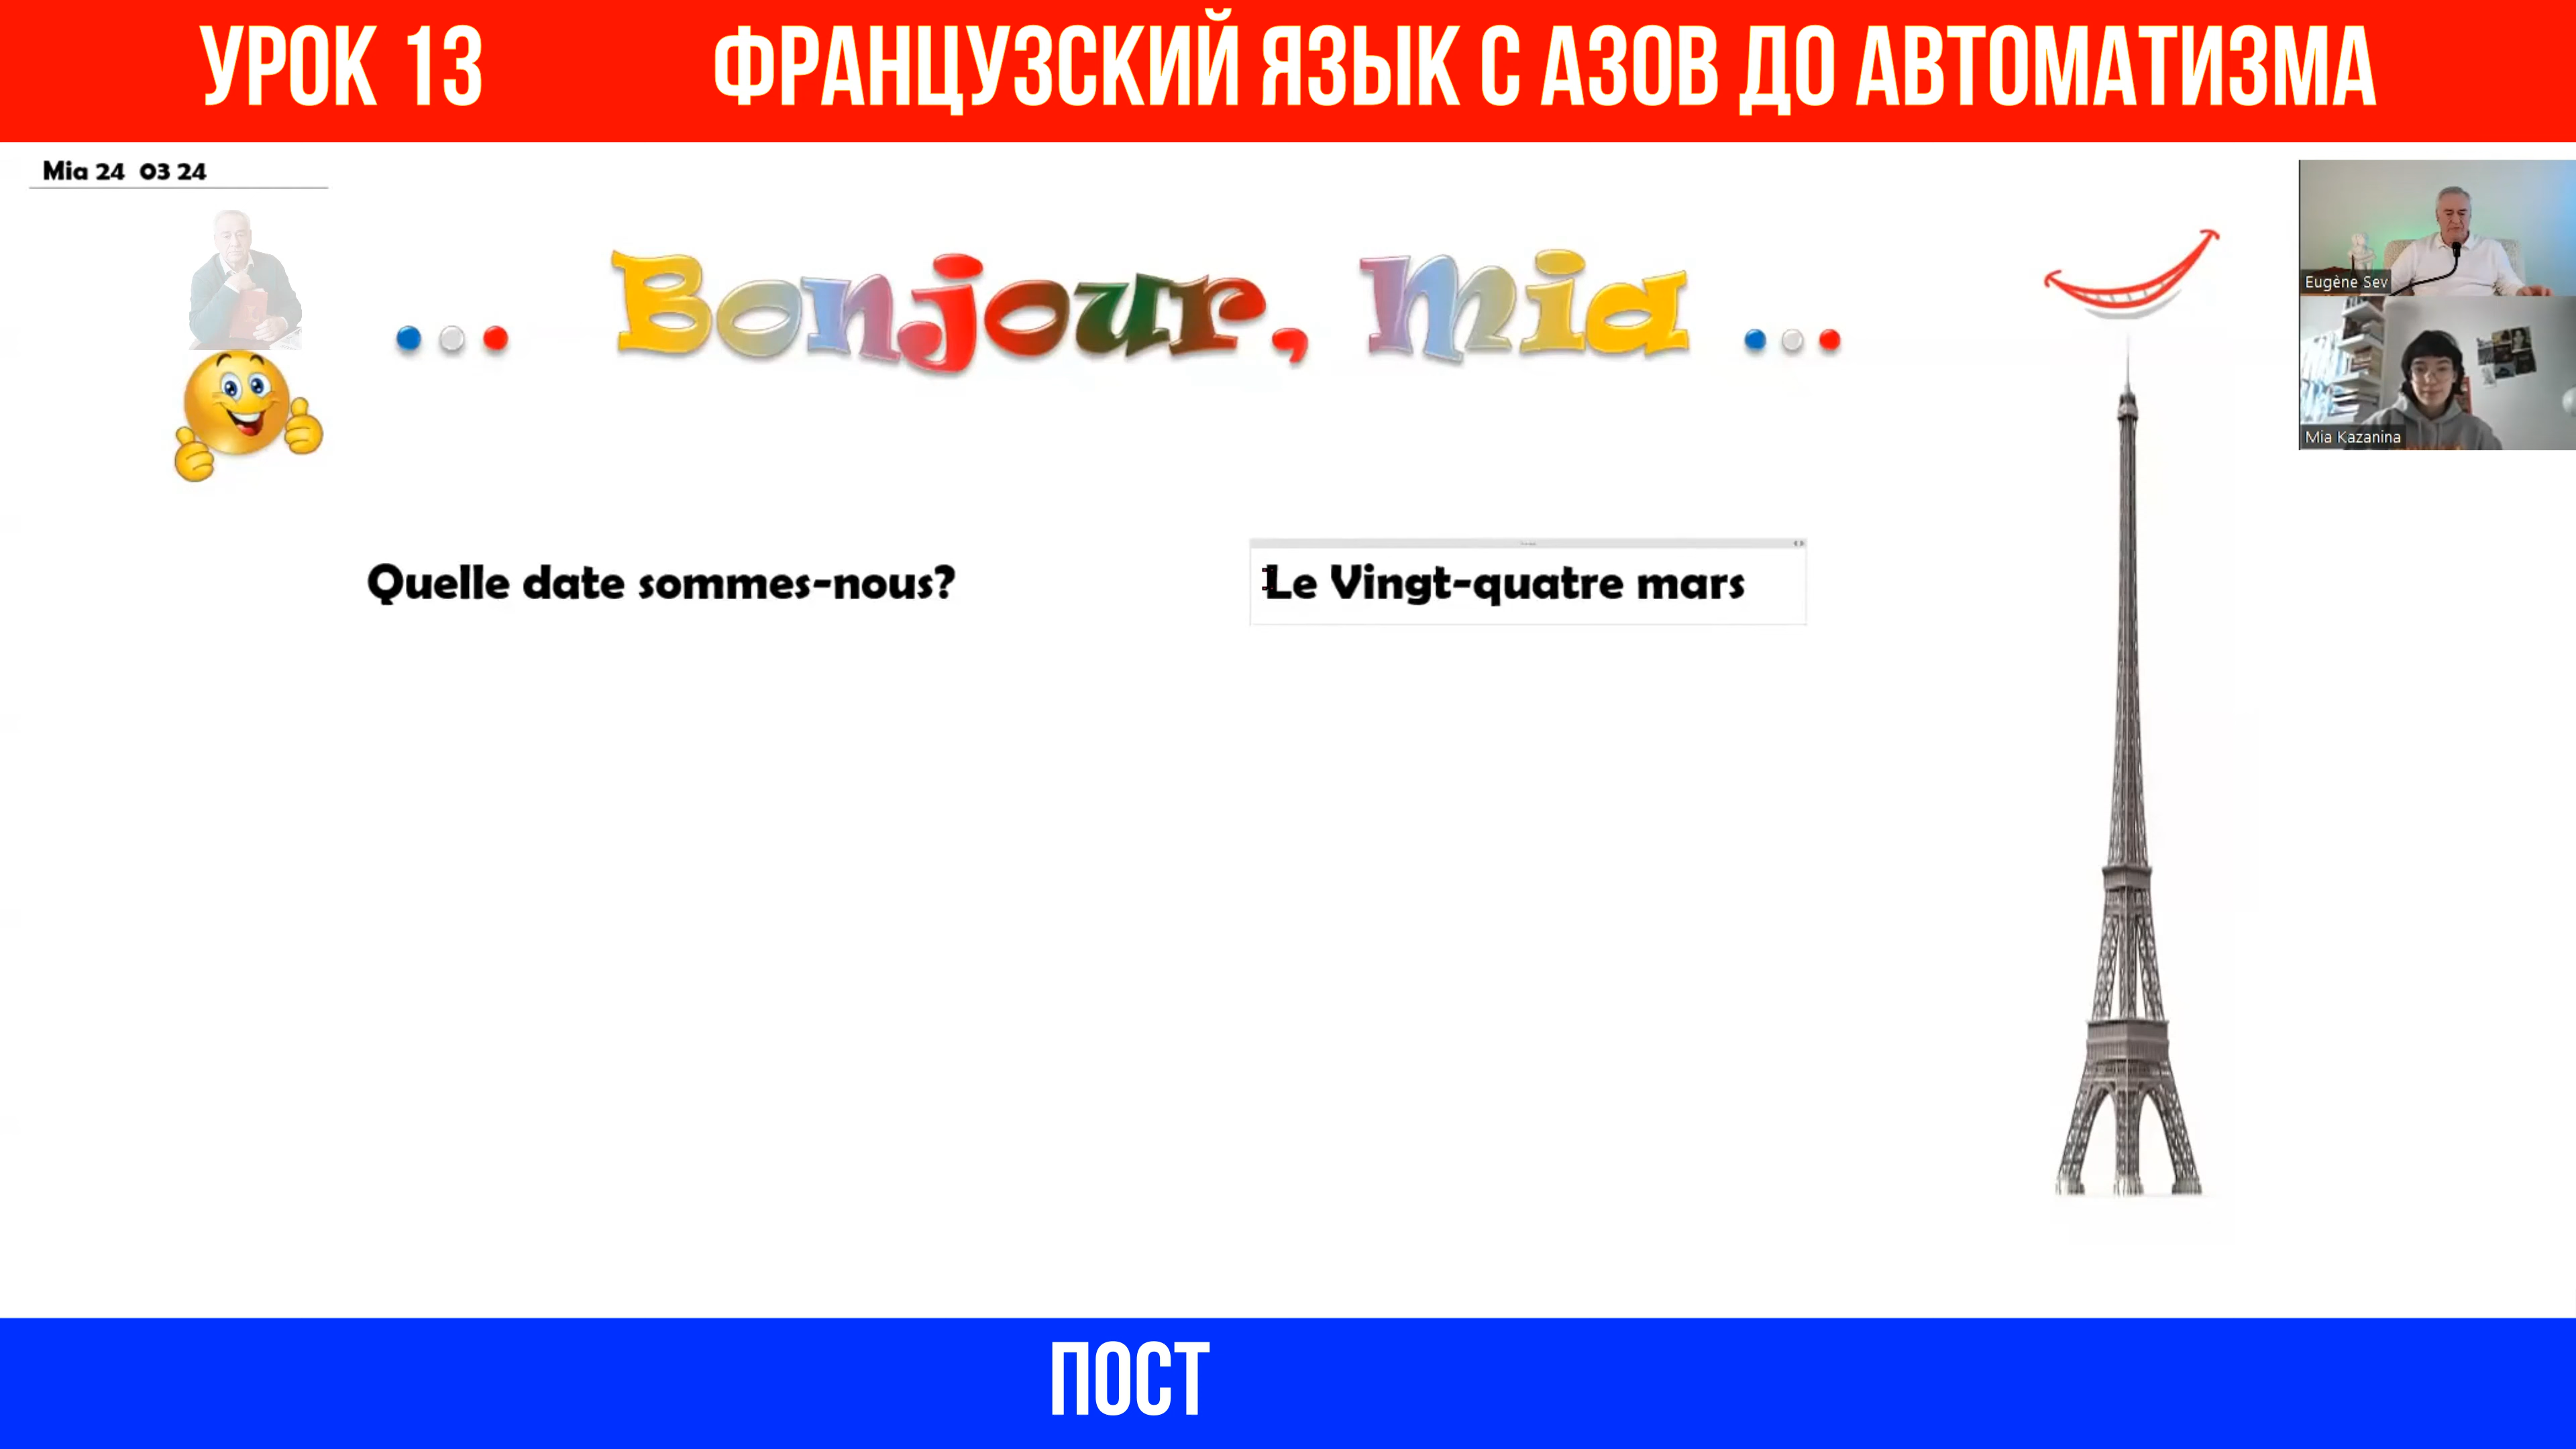 УРОК 13 ФРАНЦУЗСКИЙ ЯЗЫК С АЗОВ ДО АВТОМАТИЗМА
Mia 24 03 24
... Bonjour, Mia ...
Eugène Sev
Mia Kazanina
Quelle date sommes-nous? Le Vingt-quatre mars
ПОСТ